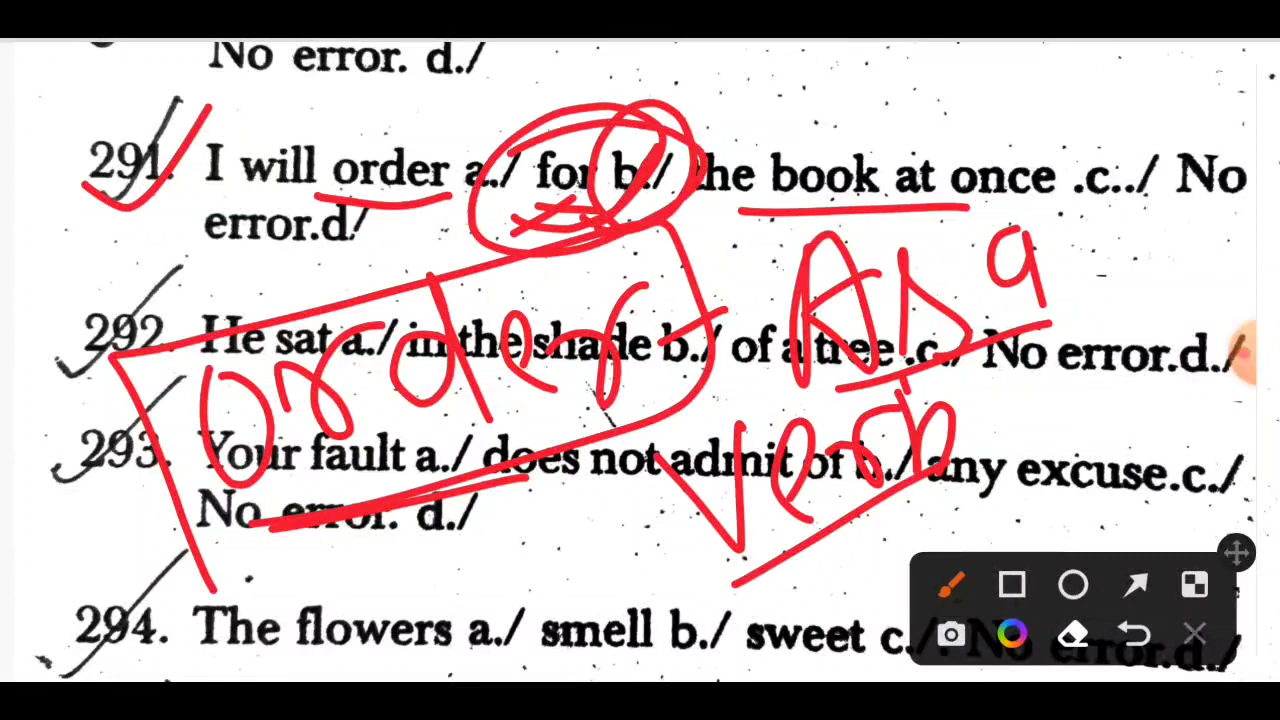 No error. d./
291. I will order a./ for b./ the book at once .c../ No
error.d/
292. He sat a./ in the shade b./ of a tree .c./ No error.d./
293. Your fault a./ does not admit of b./ any excuse.c./
No error. d./
294. The flowers a./ smell b./ sweet c./. No error.d./
order - As a
verb